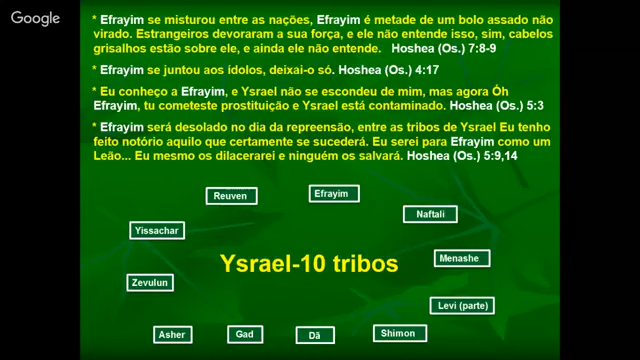 Google
* Efrayim se misturou entre as nações, Efrayim é metade de um bolo assado não
virado. Estrangeiros devoraram a sua força, e ele não entende isso, sim, cabelos
grisalhos estão sobre ele, e ainda ele não entende. Hoshea (Os.) 7:8-9
* Efrayim se juntou aos ídolos, deixai-o só. Hoshea (Os.) 4:17
* Eu conheço a Efrayim, e Ysrael não se escondeu de mim, mas agora Óh
Efrayim, tu cometeste prostituição e Ysrael está contaminado. Hoshea (Os.) 5:3
* Efrayim será desolado no dia da repreensão, entre as tribos de Ysrael Eu tenho
feito notório aquilo que certamente se sucederá. Eu serei para Efrayim como um
Leão... Eu mesmo os dilacerarei e ninguém os salvará. Hoshea (Os.) 5:9,14
Reuven
Efrayim
Naftali
Yissachar
Ysrael-10 tribos
Menashe
Zevulun
Levi (parte)
Asher
Gad
Dã
Shimon